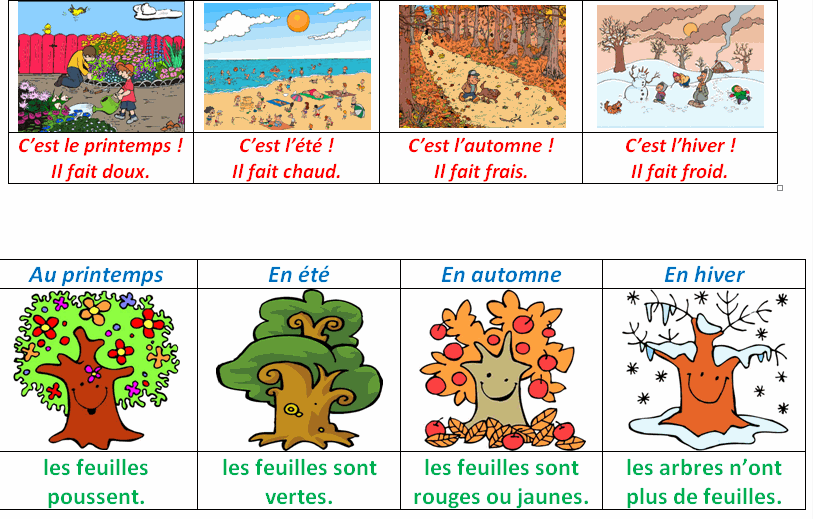 C’est le printemps !
Il fait doux.
C’est l’été !
Il fait chaud.
C’est l’automne !
Il fait frais.
C’est l’hiver !
Il fait froid.
Au printemps
En été
En automne
En hiver
les feuilles
poussent.
les feuilles sont
vertes.
les feuilles sont
rouges ou jaunes.
les arbres n’ont
plus de feuilles.